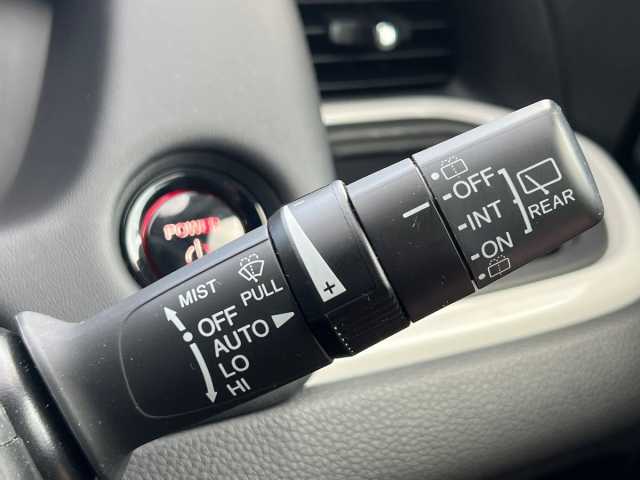 POWER
MIST
PULL
OFF
AUTO
LO
HI
+
OFF
INT
ON
REAR